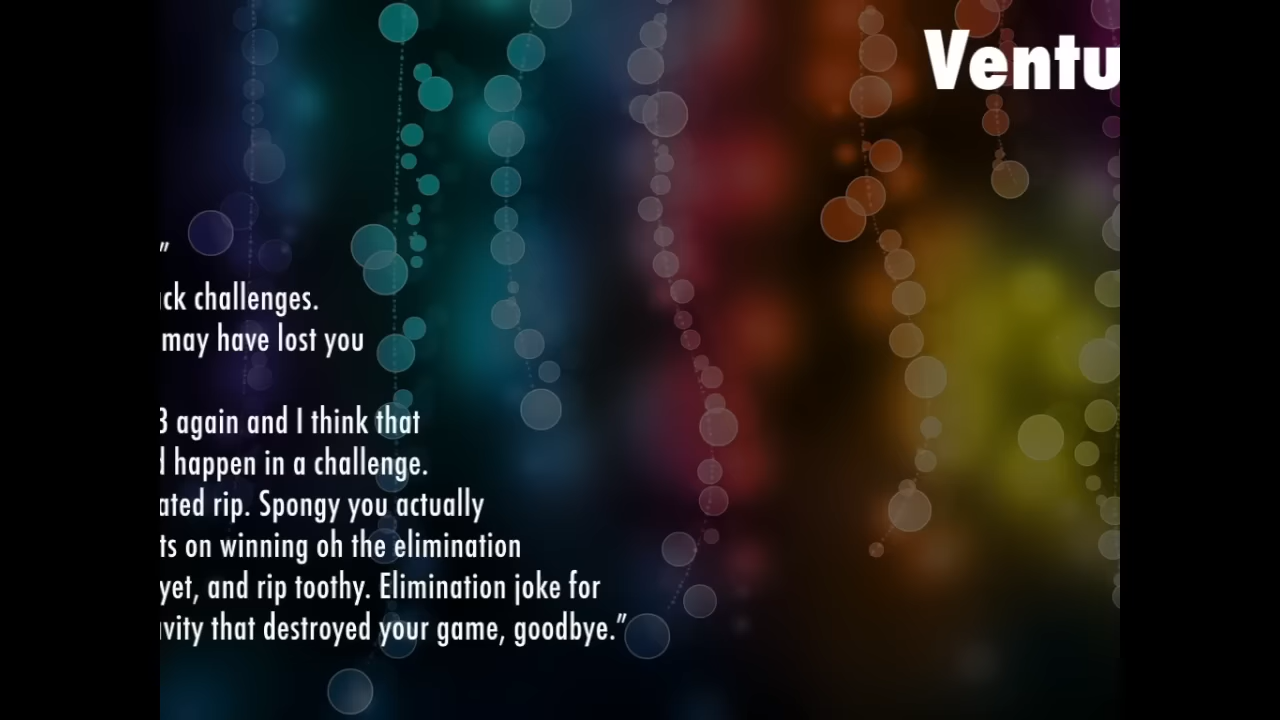 Ventu
”
ck challenges.
may have lost you
again and I think that
happen in a challenge.
ated rip. Spongy you actually
ts on winning oh the elimination
yet, and rip toothy. Elimination joke for
vity that destroyed your game, goodbye.”